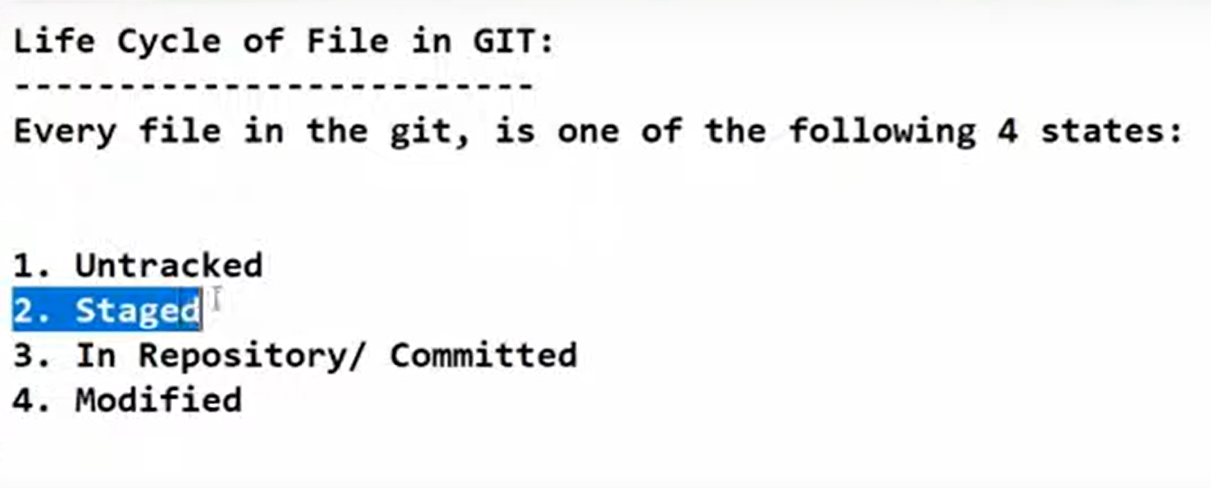 Life Cycle of File in GIT:
--------------------------
Every file in the git, is one of the following 4 states:
1. Untracked
2. Staged
3. In Repository/ Committed
4. Modified